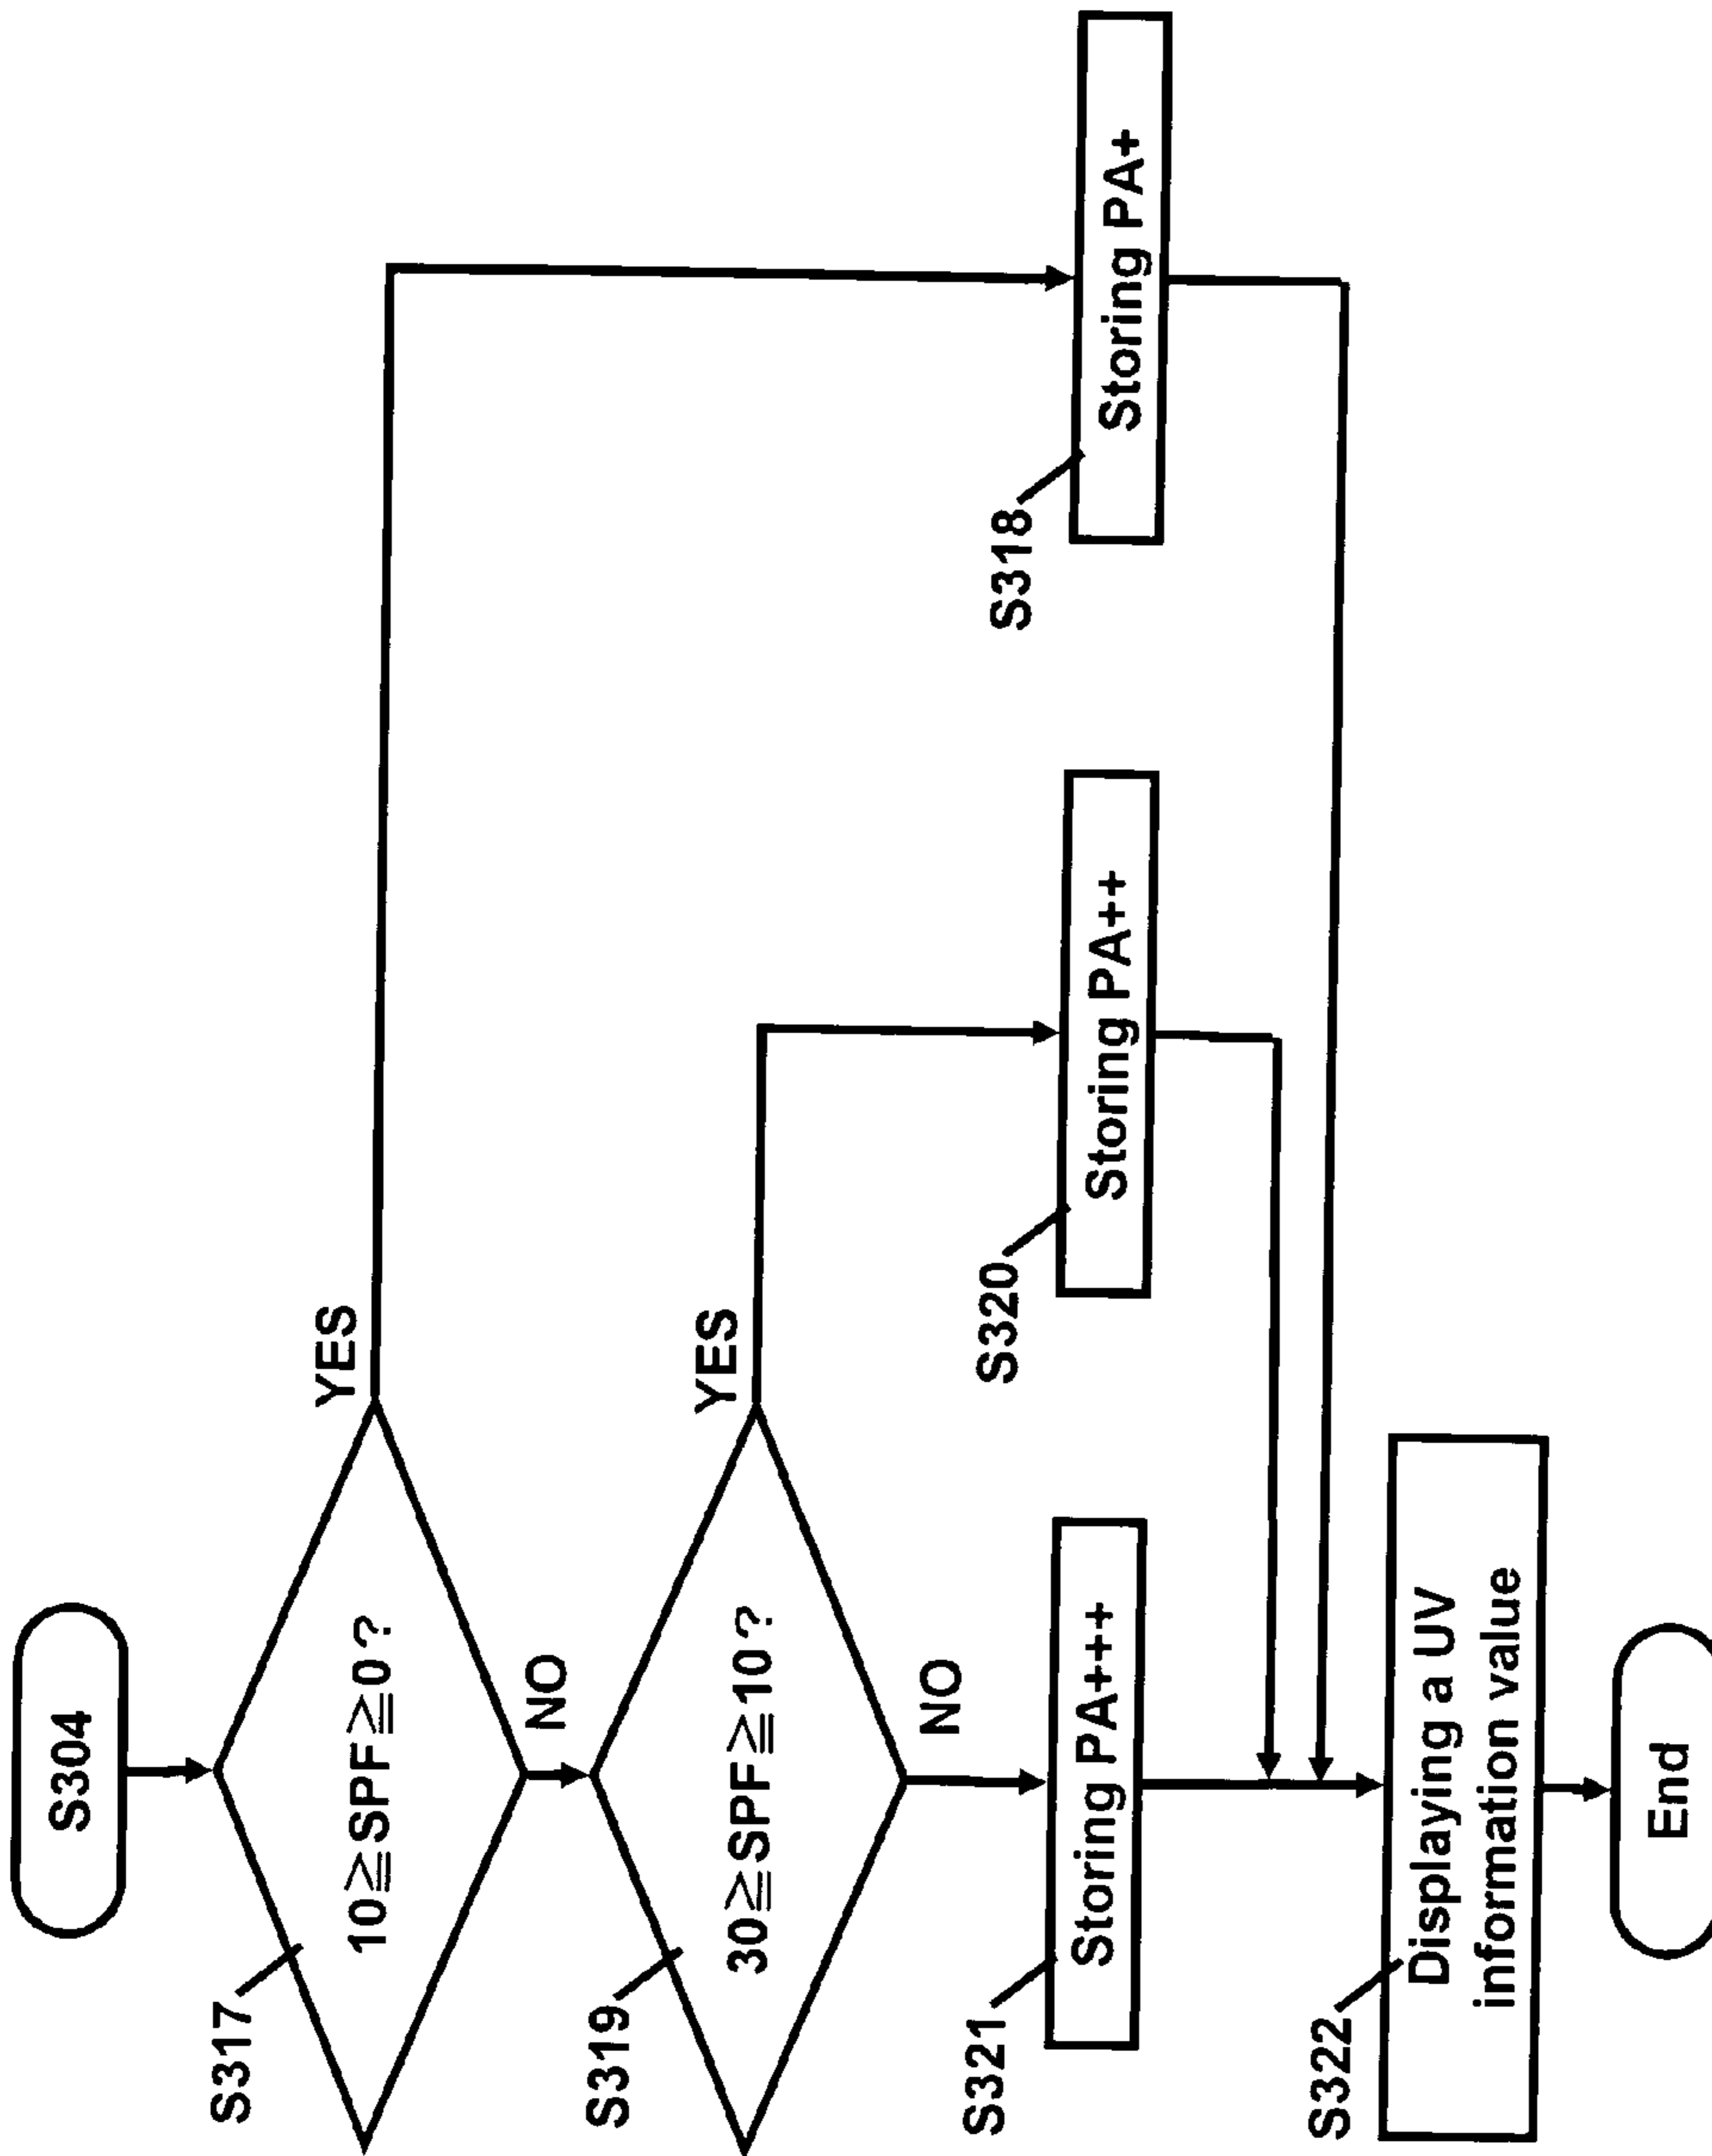 S304
S317
10≧SPF≧0?
YES
NO
S319
30≧SPF≧10?
YES
NO
S321
Storing PA+++
S320
Storing PA++
S318
Storing PA+
S322
Displaying a UV
information value
End